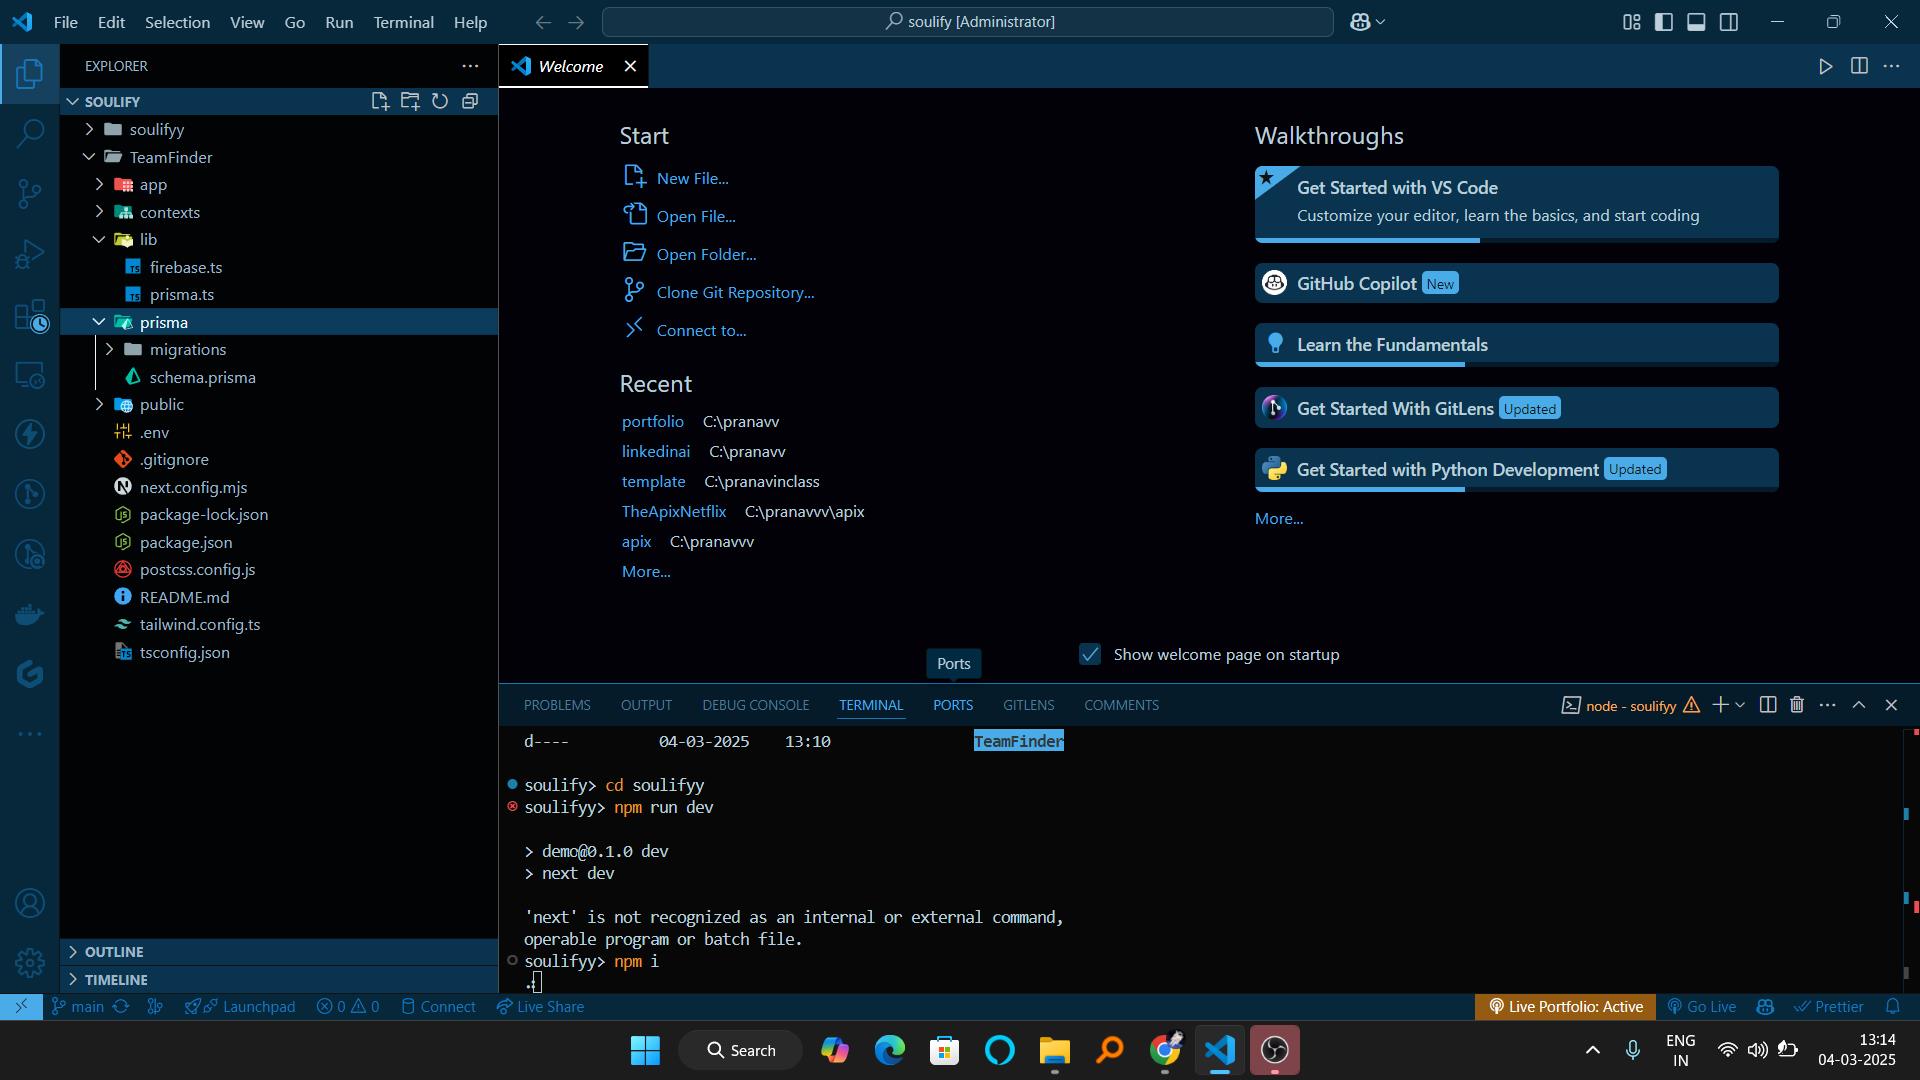 File Edit Selection View Go Run Terminal Help
soulify [Administrator]
EXPLORER
Welcome
SOULIFY
soulifyy
TeamFinder
app
contexts
lib
firebase.ts
prisma.ts
prisma
migrations
schema.prisma
public
.env
.gitignore
next.config.mjs
package-lock.json
package.json
postcss.config.js
README.md
tailwind.config.ts
tsconfig.json
OUTLINE
TIMELINE
Start
New File...
Open File...
Open Folder...
Clone Git Repository...
Connect to...
Recent
portfolio C:\pranavv
linkedinai C:\pranavv
template C:\pranavinclass
TheApixNetflix C:\pranavvv\apix
apix C:\pranavvv
More...
Walkthroughs
Get Started with VS Code
Customize your editor, learn the basics, and start coding
GitHub Copilot New
Learn the Fundamentals
Get Started With GitLens Updated
Get Started with Python Development Updated
More...
Show welcome page on startup
Ports
PROBLEMS OUTPUT DEBUG CONSOLE TERMINAL PORTS GITLENS COMMENTS
node - soulifyy
d---- 04-03-2025 13:10 TeamFinder
soulify> cd soulifyy
soulifyy> npm run dev
> demo@0.1.0 dev
> next dev
'next' is not recognized as an internal or external command,
operable program or batch file.
soulifyy> npm i
main Launchpad 0 0 Connect Live Share
Live Portfolio: Active Go Live Prettier
Search
ENG
IN
13:14
04-03-2025